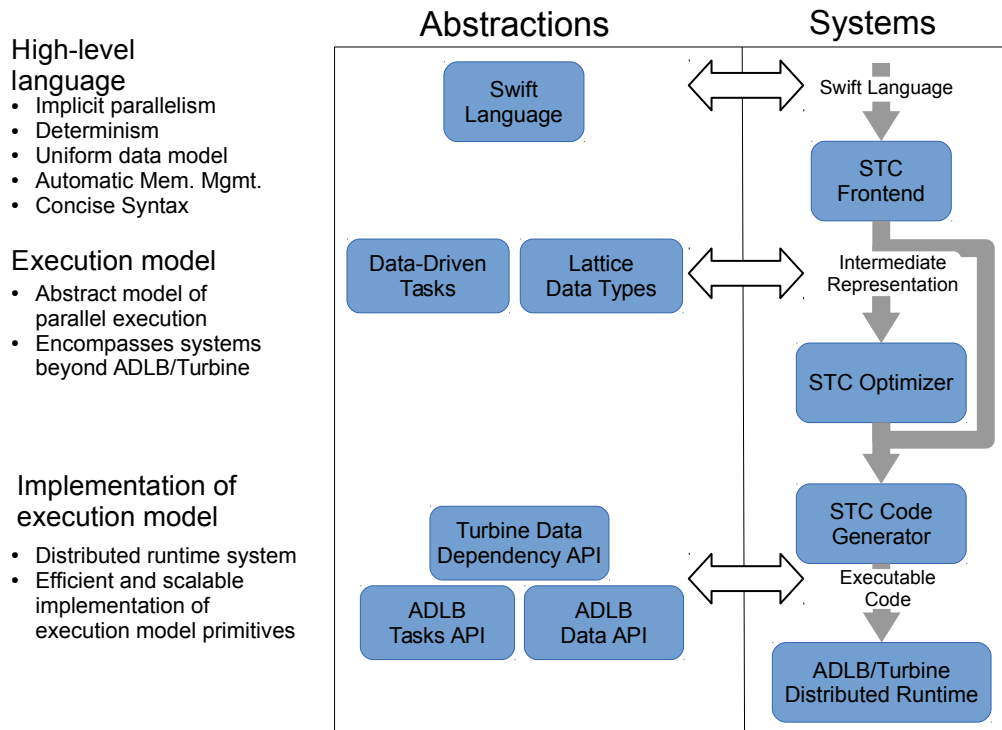 Abstractions
Systems
High-level
language
• Implicit parallelism
• Determinism
• Uniform data model
• Automatic Mem. Mgmt.
• Concise Syntax
Swift
Language
Swift Language
STC
Frontend
Execution model
• Abstract model of
parallel execution
• Encompasses systems
beyond ADLB/Turbine
Data-Driven
Tasks
Lattice
Data Types
Intermediate
Representation
STC Optimizer
Implementation of
execution model
• Distributed runtime system
• Efficient and scalable
implementation of
execution model primitives
Turbine Data
Dependency API
ADLB
Tasks API
ADLB
Data API
STC Code
Generator
Executable
Code
ADLB/Turbine
Distributed Runtime